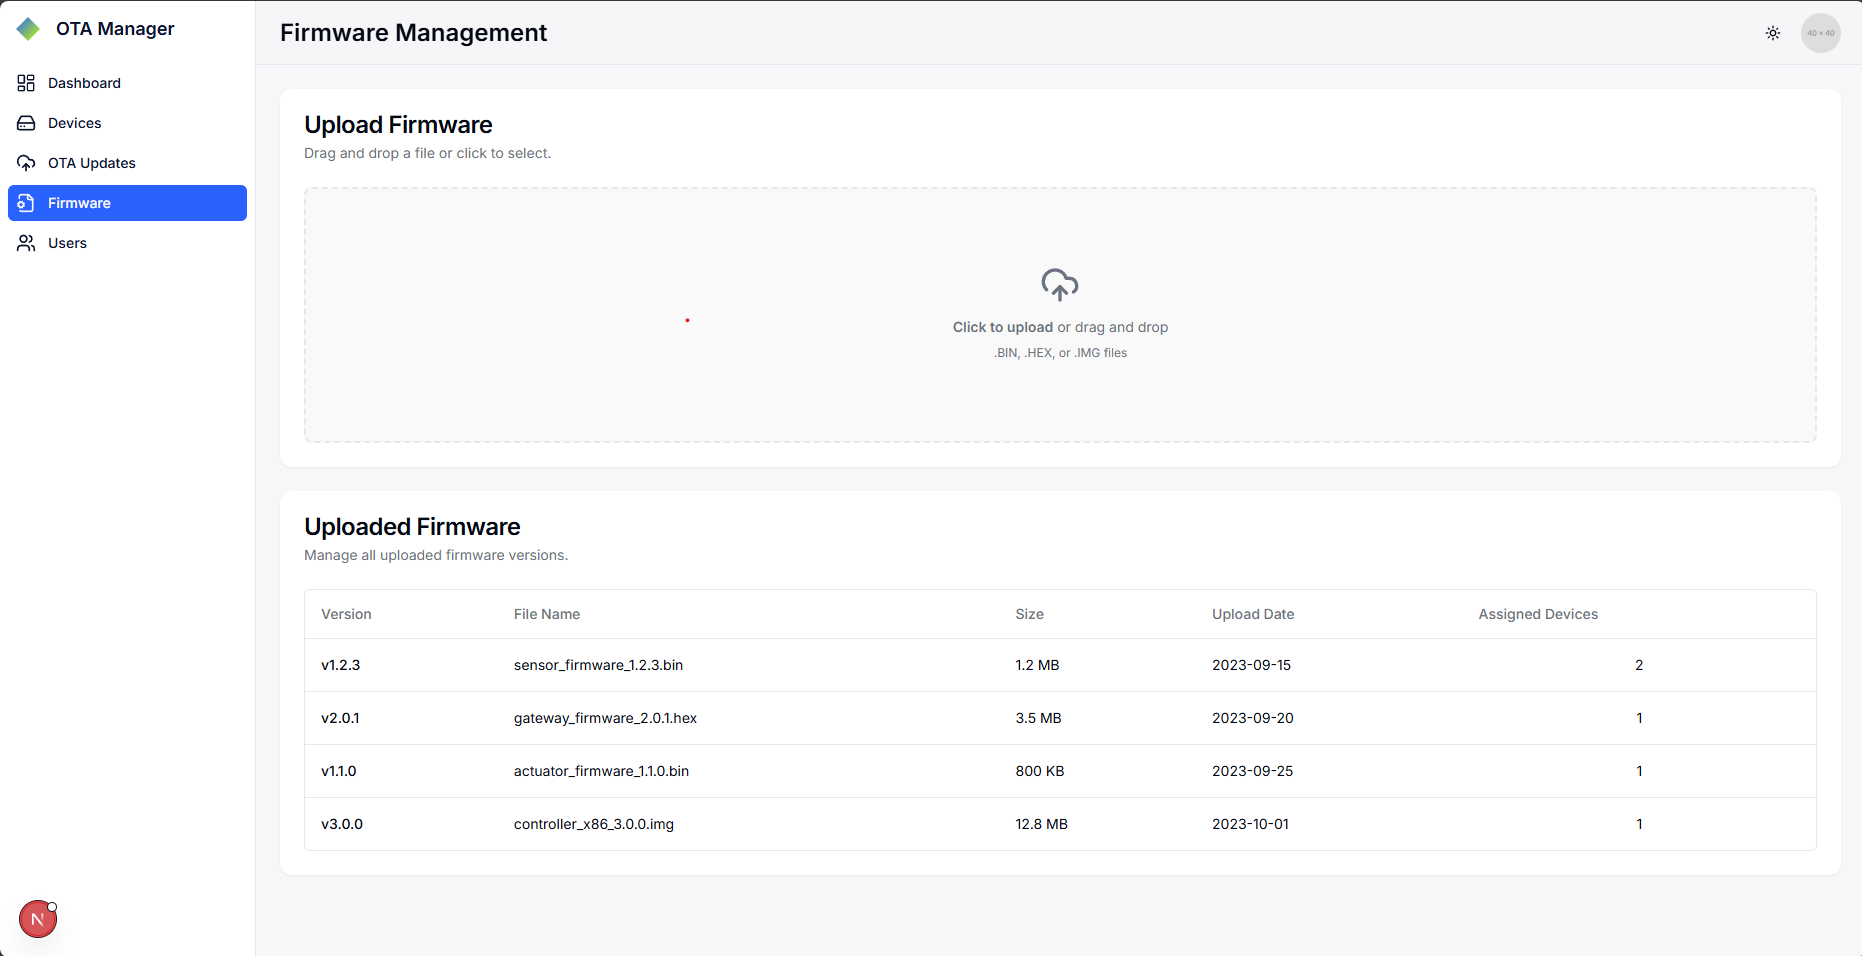 OTA Manager
Dashboard
Devices
OTA Updates
Firmware
Users
N
Firmware Management
40 × 40
Upload Firmware
Drag and drop a file or click to select.
Click to upload or drag and drop
.BIN, .HEX, or .IMG files
Uploaded Firmware
Manage all uploaded firmware versions.
Version File Name Size Upload Date Assigned Devices
v1.2.3 sensor_firmware_1.2.3.bin 1.2 MB 2023-09-15 2
v2.0.1 gateway_firmware_2.0.1.hex 3.5 MB 2023-09-20 1
v1.1.0 actuator_firmware_1.1.0.bin 800 KB 2023-09-25 1
v3.0.0 controller_x86_3.0.0.img 12.8 MB 2023-10-01 1